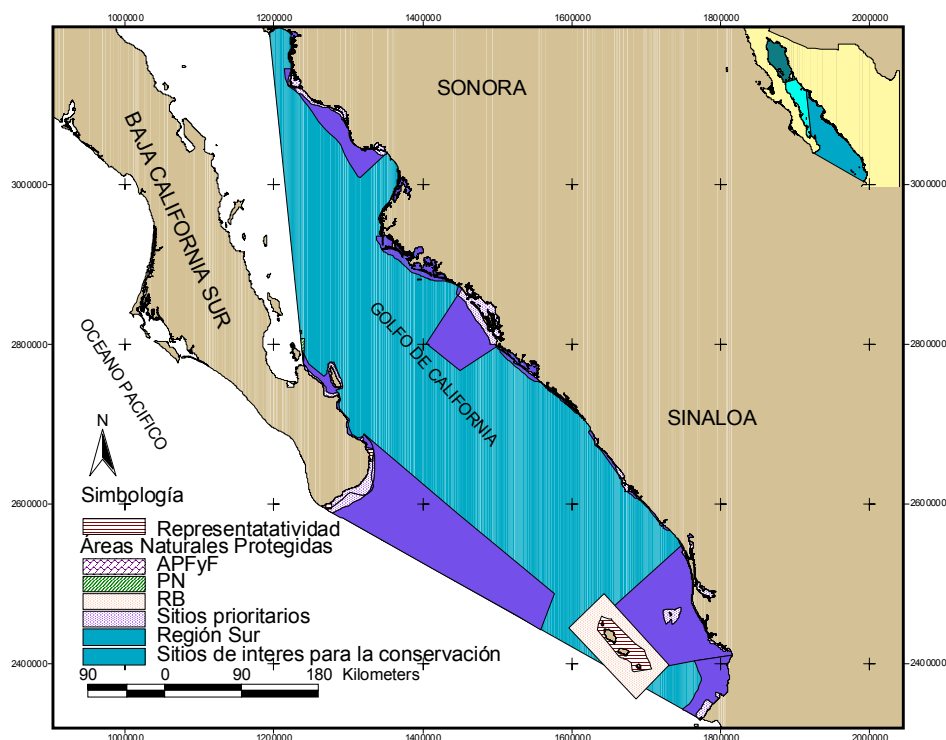 1000000 1200000 1400000 1600000 1800000 2000000
SONORA
BAJA CALIFORNIA SUR
3000000 3000000
GOLFO DE CALIFORNIA
OCEANO PACIFICO
2800000 2800000
SINALOA
N
2600000 2600000
Simbología
Representatatividad
Áreas Naturales Protegidas
APFyF
PN
RB
Sitios prioritarios
Región Sur
Sitios de interes para la conservación
2400000 2400000
90 0 90 180 Kilometers
1000000 1200000 1400000 1600000 1800000 2000000